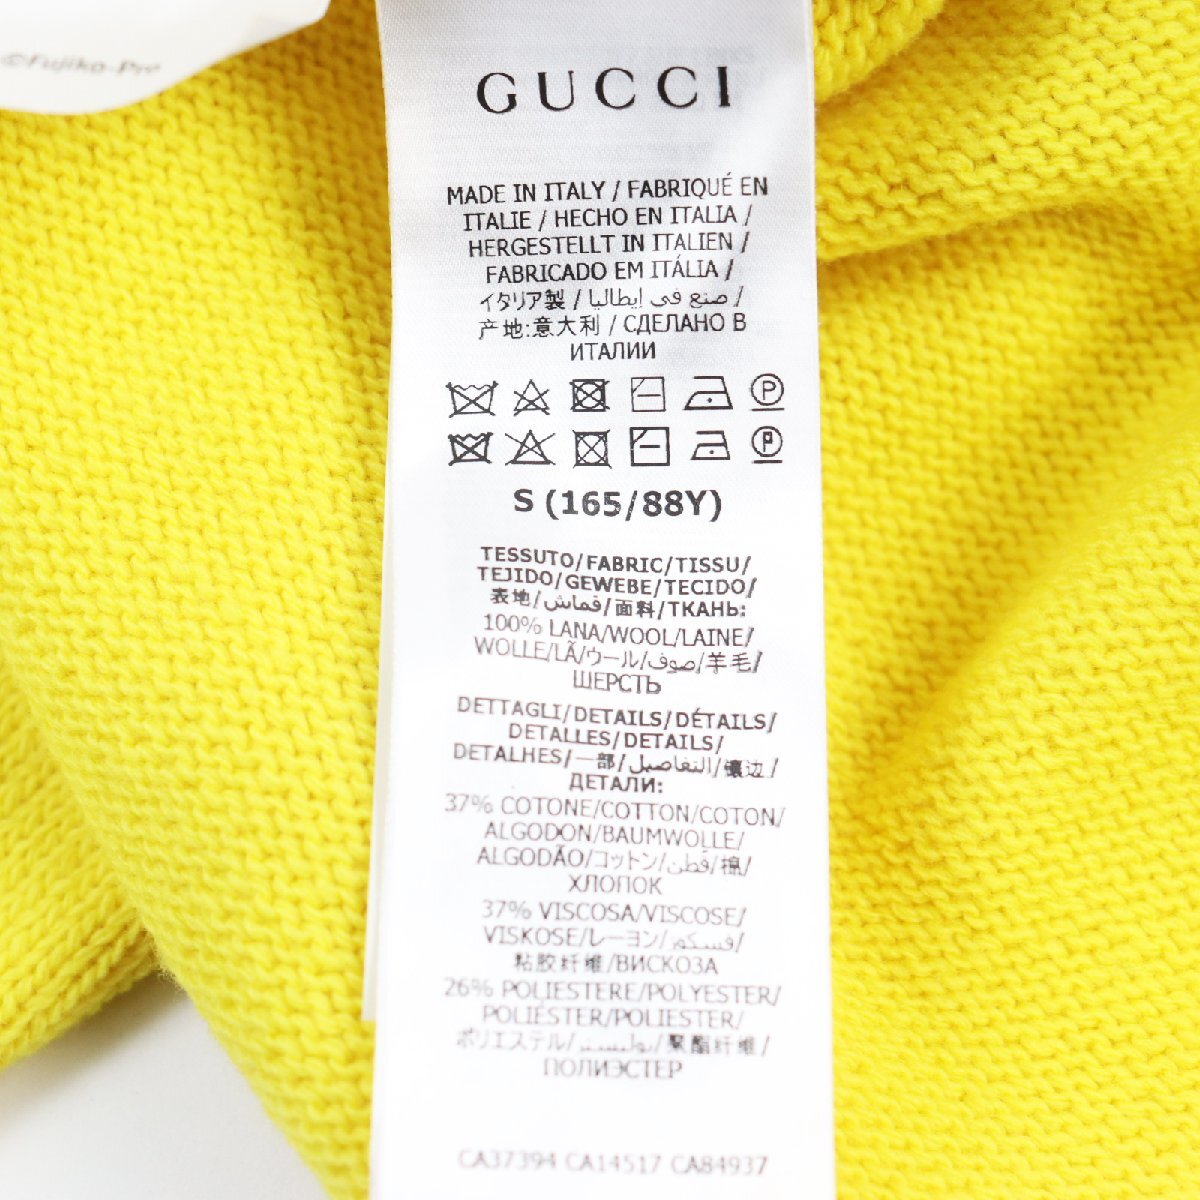 ©Fujiko-Pro
GUCCI
MADE IN ITALY / FABRIQUÉ EN
ITALIE / HECHO EN ITALIA /
HERGESTELLT IN ITALIEN /
FABRICADO EM ITÁLIA /
イタリア製 / صنع في إيطاليا /
产地:意大利 / СДЕЛАНО В
ИТАЛИИ
P
P
S (165/88Y)
TESSUTO/FABRIC/TISSU/
TEJIDO/GEWEBE/TECIDO/
表地/قماش/面料/ТКАНЬ:
100% LANA/WOOL/LAINE/
WOLLE/LÃ/ウール/صوف/羊毛/
ШЕРСТЬ
DETTAGLI/DETAILS/DÉTAILS/
DETALLES/DETAILS/
DETALHES/一部/التفاصيل/镶边/
ДЕТАЛИ:
37% COTONE/COTTON/COTON/
ALGODON/BAUMWOLLE/
ALGODÃO/コットン/قطن/棉/
ХЛОПОК
37% VISCOSA/VISCOSE/
VISKOSE/レーヨン/فسكوز/
粘胶纤维/ВИСКОЗА
26% POLIESTERE/POLYESTER/
POLIÉSTER/POLIESTER/
ポリエステル/بوليستر/聚酯纤维/
ПОЛИЭСТЕР
CA37394 CA14517 CA84937